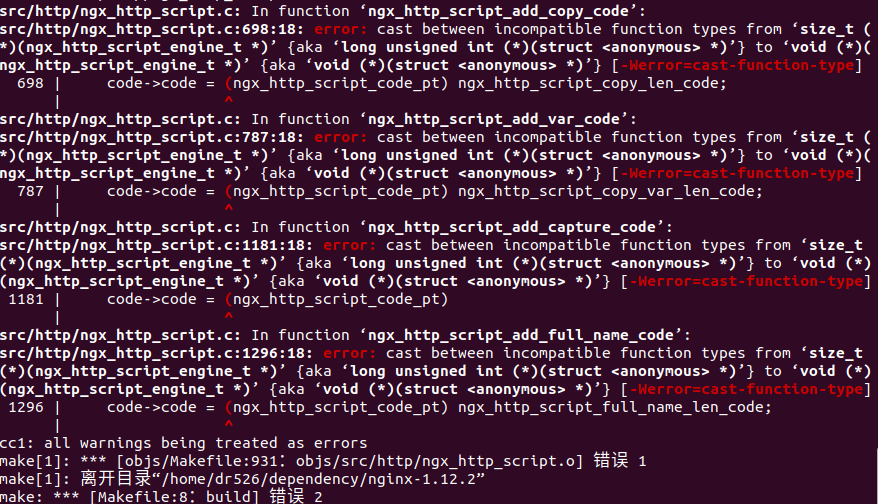 src/http/ngx_http_script.c: In function ‘ngx_http_script_add_copy_code’:
src/http/ngx_http_script.c:698:18: error: cast between incompatible function types from ‘size_t (
*)(ngx_http_script_engine_t *)’ {aka ‘long unsigned int (*)(struct <anonymous> *)’} to ‘void (*)(
ngx_http_script_engine_t *)’ {aka ‘void (*)(struct <anonymous> *)’} [-Werror=cast-function-type]
698 |     code->code = (ngx_http_script_code_pt) ngx_http_script_copy_len_code;
|                  ^
src/http/ngx_http_script.c: In function ‘ngx_http_script_add_var_code’:
src/http/ngx_http_script.c:787:18: error: cast between incompatible function types from ‘size_t (
*)(ngx_http_script_engine_t *)’ {aka ‘long unsigned int (*)(struct <anonymous> *)’} to ‘void (*)(
ngx_http_script_engine_t *)’ {aka ‘void (*)(struct <anonymous> *)’} [-Werror=cast-function-type]
787 |     code->code = (ngx_http_script_code_pt) ngx_http_script_copy_var_len_code;
|                  ^
src/http/ngx_http_script.c: In function ‘ngx_http_script_add_capture_code’:
src/http/ngx_http_script.c:1181:18: error: cast between incompatible function types from ‘size_t
(*)(ngx_http_script_engine_t *)’ {aka ‘long unsigned int (*)(struct <anonymous> *)’} to ‘void (*)
(ngx_http_script_engine_t *)’ {aka ‘void (*)(struct <anonymous> *)’} [-Werror=cast-function-type]
1181 |     code->code = (ngx_http_script_code_pt)
|                  ^
src/http/ngx_http_script.c: In function ‘ngx_http_script_add_full_name_code’:
src/http/ngx_http_script.c:1296:18: error: cast between incompatible function types from ‘size_t
(*)(ngx_http_script_engine_t *)’ {aka ‘long unsigned int (*)(struct <anonymous> *)’} to ‘void (*)
(ngx_http_script_engine_t *)’ {aka ‘void (*)(struct <anonymous> *)’} [-Werror=cast-function-type]
1296 |     code->code = (ngx_http_script_code_pt) ngx_http_script_full_name_len_code;
|                  ^
cc1: all warnings being treated as errors
make[1]: *** [objs/Makefile:931：objs/src/http/ngx_http_script.o] 错误 1
make[1]: 离开目录“/home/dr526/dependency/nginx-1.12.2”
make: *** [Makefile:8：build] 错误 2